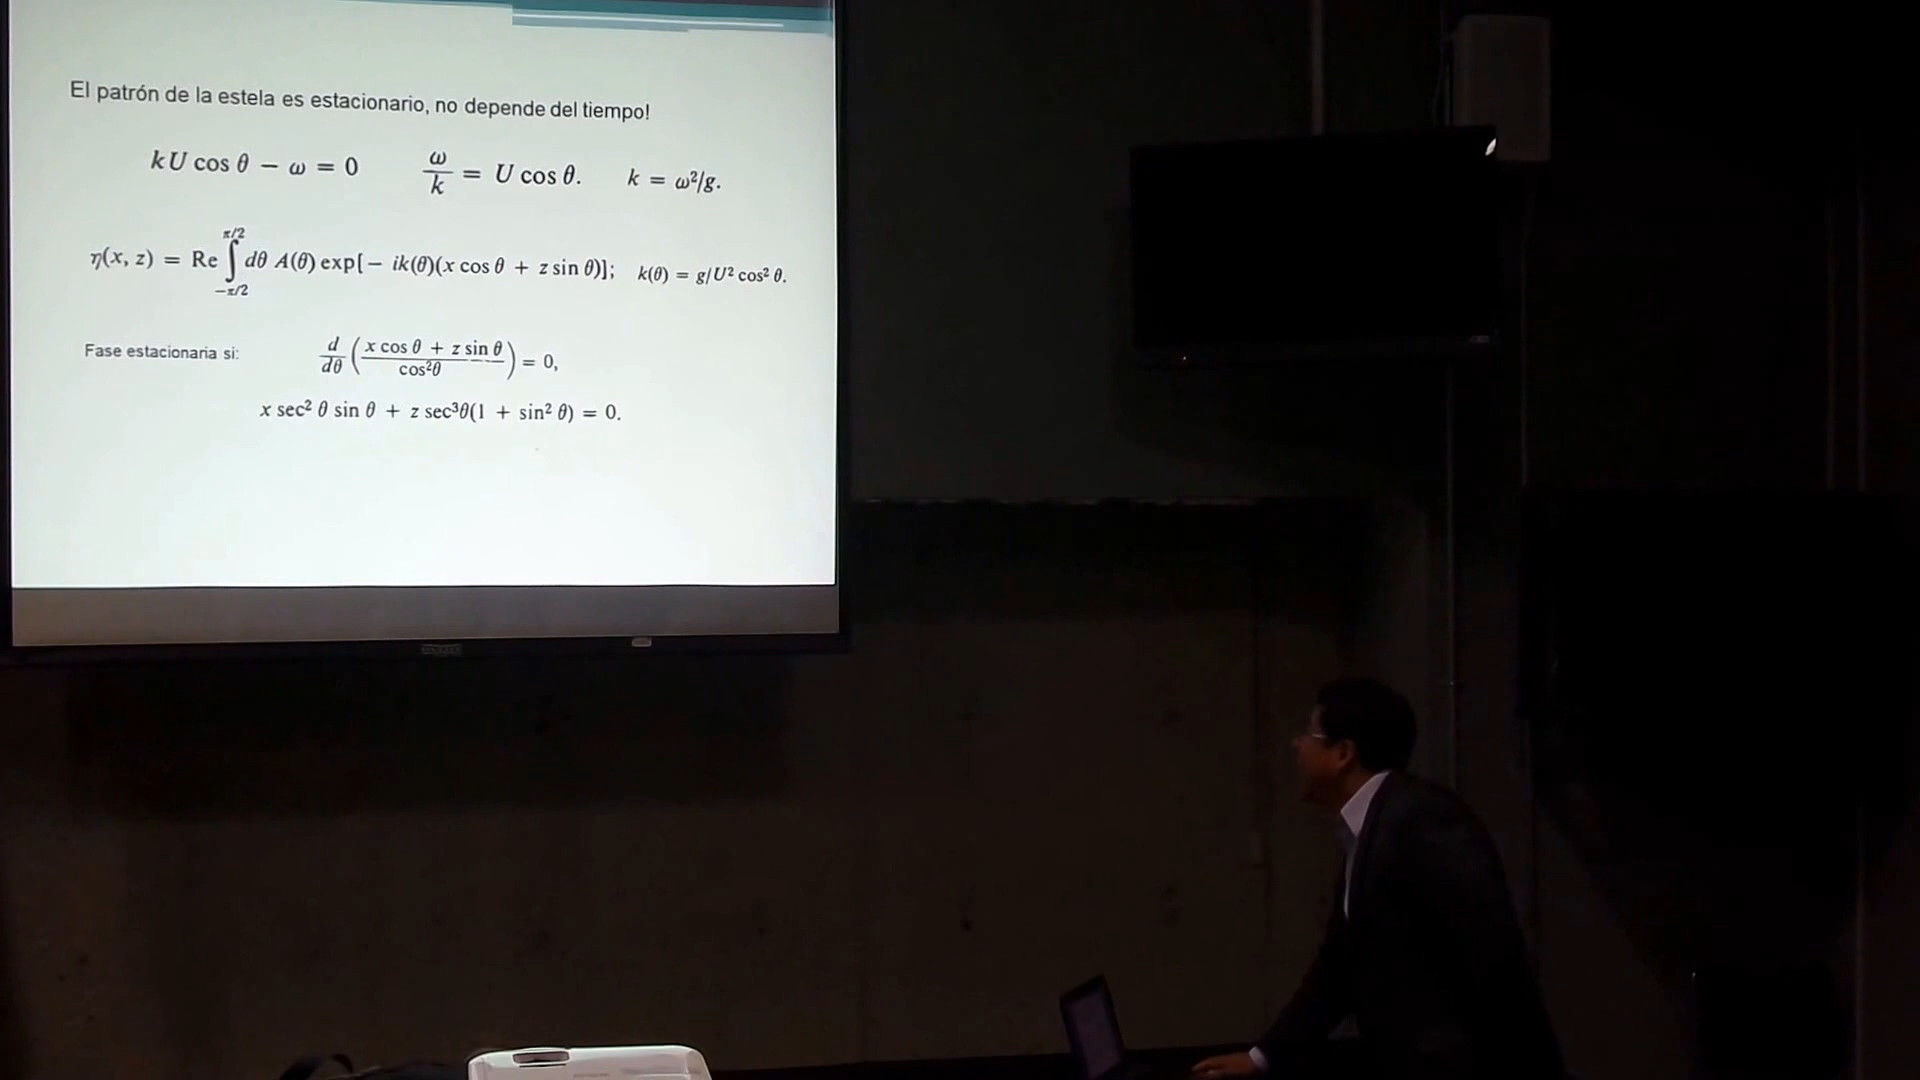 El patrón de la estela es estacionario, no depende del tiempo!
k U cos θ − ω = 0    ω/k = U cos θ.    k = ω²/g.
η(x, z) = Re ∫_{−π/2}^{π/2} dθ A(θ) exp[− ik(θ)(x cos θ + z sin θ)];    k(θ) = g/U² cos² θ.
Fase estacionaria si:    d/dθ (x cos θ + z sin θ / cos²θ) = 0,
x sec² θ sin θ + z sec³θ(1 + sin² θ) = 0.